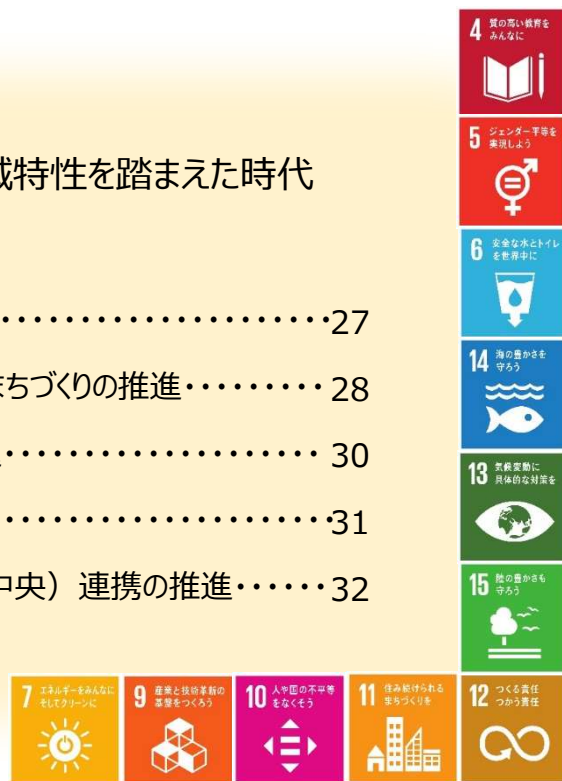 4 質の高い教育を
みんなに
5 ジェンダー平等を
実現しよう
域特性を踏まえた時代
6 安全な水とトイレ
を世界中に
・・・・・・・・・・・・・・・・・・・・・・27
まちづくりの推進・・・・・・・・・28
14 海の豊かさを
守ろう
・・・・・・・・・・・・・・・・・・・・30
13 気候変動に
具体的な対策を
・・・・・・・・・・・・・・・・・・・・・・31
中央）連携の推進・・・・・・32
15 陸の豊かさも
守ろう
7 エネルギーをみんなに
そしてクリーンに
9 産業と技術革新の
基盤をつくろう
10 人や国の不平等
をなくそう
11 住み続けられる
まちづくりを
12 つくる責任
つかう責任